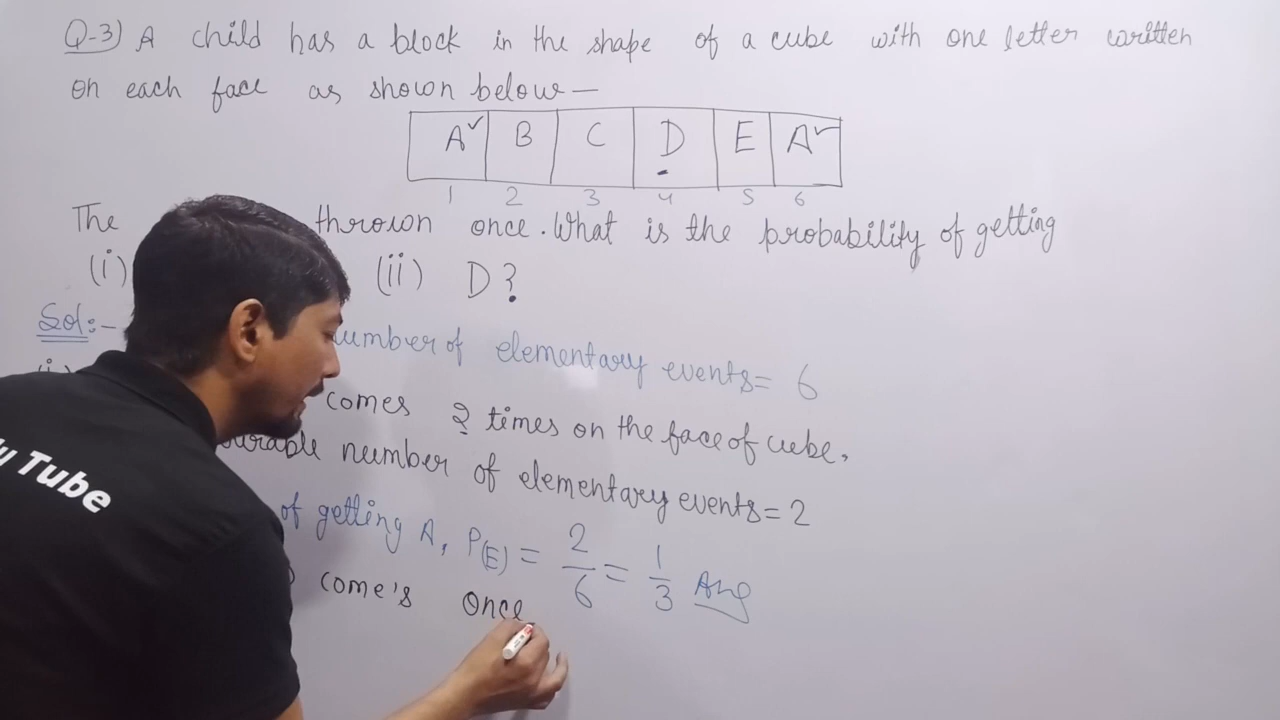 Q-3) A child has a block in the shape of a cube with one letter written
on each face as shown below—
A✓ B C D E A✓
1 2 3 4 5 6
The thrown once. What is the probability of getting
(i) (ii) D?
Sol:- number of elementary events = 6
comes 2 times on the face of cube.
number of elementary events = 2
of getting A, P(E) = 2/6 = 1/3 Ans
come's once
Tube